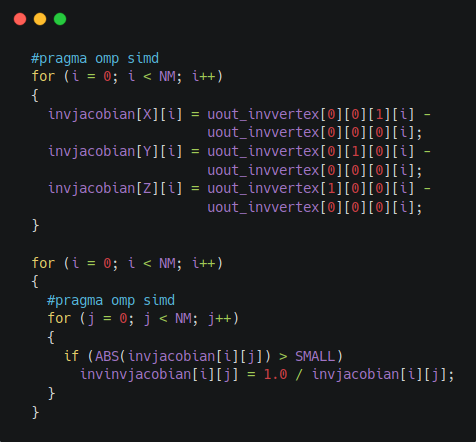 #pragma omp simd
for (i = 0; i < NM; i++)
{
invjacobian[X][i] = uout_invvertex[0][0][1][i] -
uout_invvertex[0][0][0][i];
invjacobian[Y][i] = uout_invvertex[0][1][0][i] -
uout_invvertex[0][0][0][i];
invjacobian[Z][i] = uout_invvertex[1][0][0][i] -
uout_invvertex[0][0][0][i];
}
for (i = 0; i < NM; i++)
{
#pragma omp simd
for (j = 0; j < NM; j++)
{
if (ABS(invjacobian[i][j]) > SMALL)
invinvjacobian[i][j] = 1.0 / invjacobian[i][j];
}
}